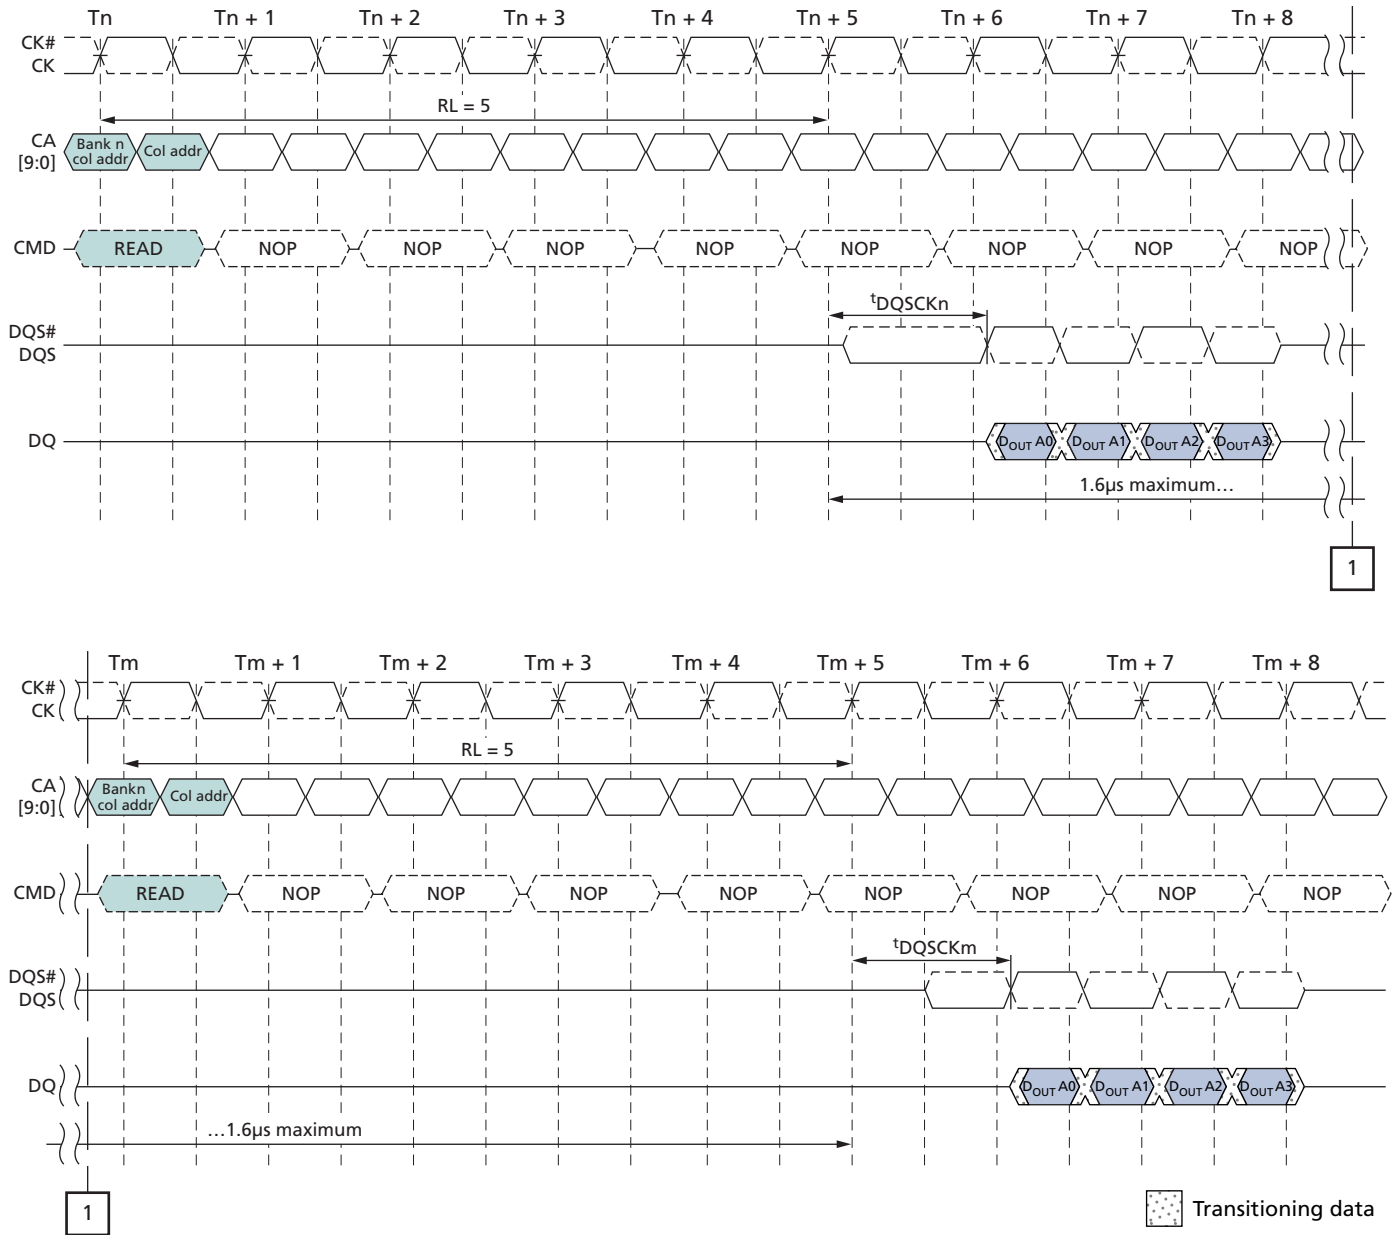 Tn Tn + 1 Tn + 2 Tn + 3 Tn + 4 Tn + 5 Tn + 6 Tn + 7 Tn + 8
CK#
CK
RL = 5
CA
[9:0]
Bank n
col addr
Col addr
CMD READ NOP NOP NOP NOP NOP NOP NOP NOP
tDQSCKn
DQS#
DQS
DQ DOUT A0 DOUT A1 DOUT A2 DOUT A3
1.6µs maximum…
1
Tm Tm + 1 Tm + 2 Tm + 3 Tm + 4 Tm + 5 Tm + 6 Tm + 7 Tm + 8
CK#
CK
RL = 5
CA
[9:0]
Bankn
col addr
Col addr
CMD READ NOP NOP NOP NOP NOP NOP NOP NOP
tDQSCKm
DQS#
DQS
DQ DOUT A0 DOUT A1 DOUT A2 DOUT A3
…1.6µs maximum
1
Transitioning data